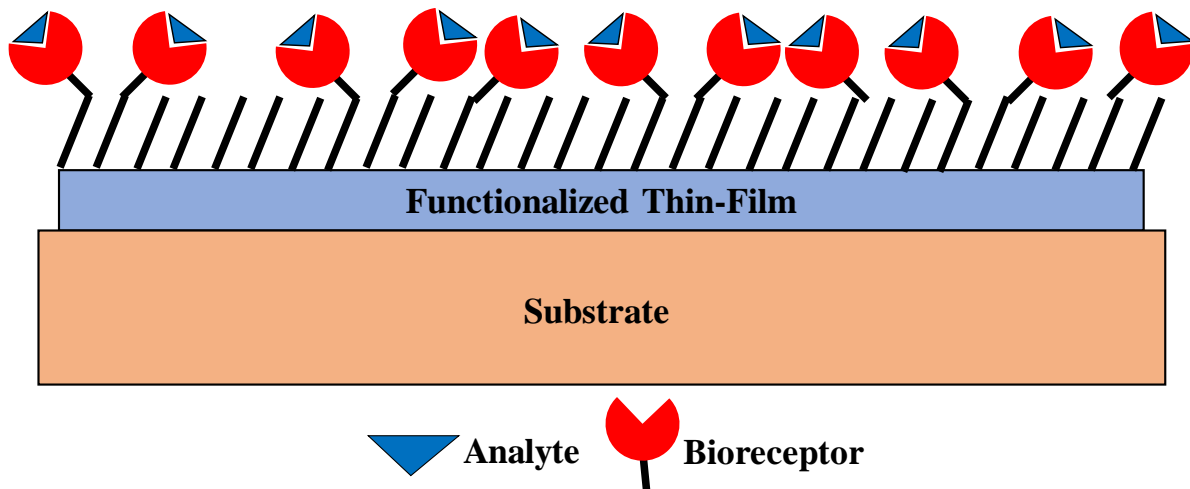 Functionalized Thin-Film
Substrate
Analyte
Bioreceptor